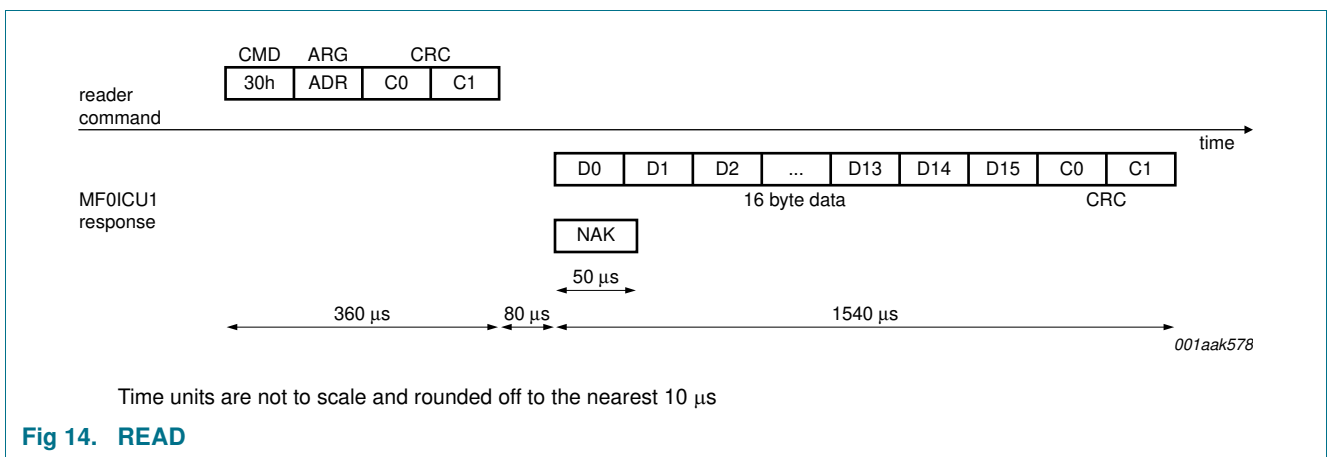 CMD ARG CRC
30h ADR C0 C1
reader
command
time
D0 D1 D2 ... D13 D14 D15 C0 C1
MF0ICU1
response
16 byte data CRC
NAK
50 µs
360 µs 80 µs 1540 µs
001aak578
Time units are not to scale and rounded off to the nearest 10 µs
Fig 14. READ